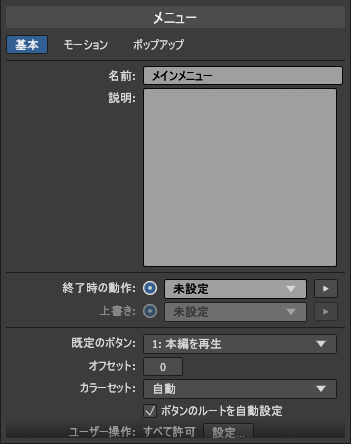 メニュー
基本 モーション ポップアップ
名前: メインメニュー
説明:
終了時の動作: 未設定
上書き: 未設定
既定のボタン: 1: 本編を再生
オフセット: 0
カラーセット: 自動
ボタンのルートを自動設定
ユーザー操作: すべて許可 設定...